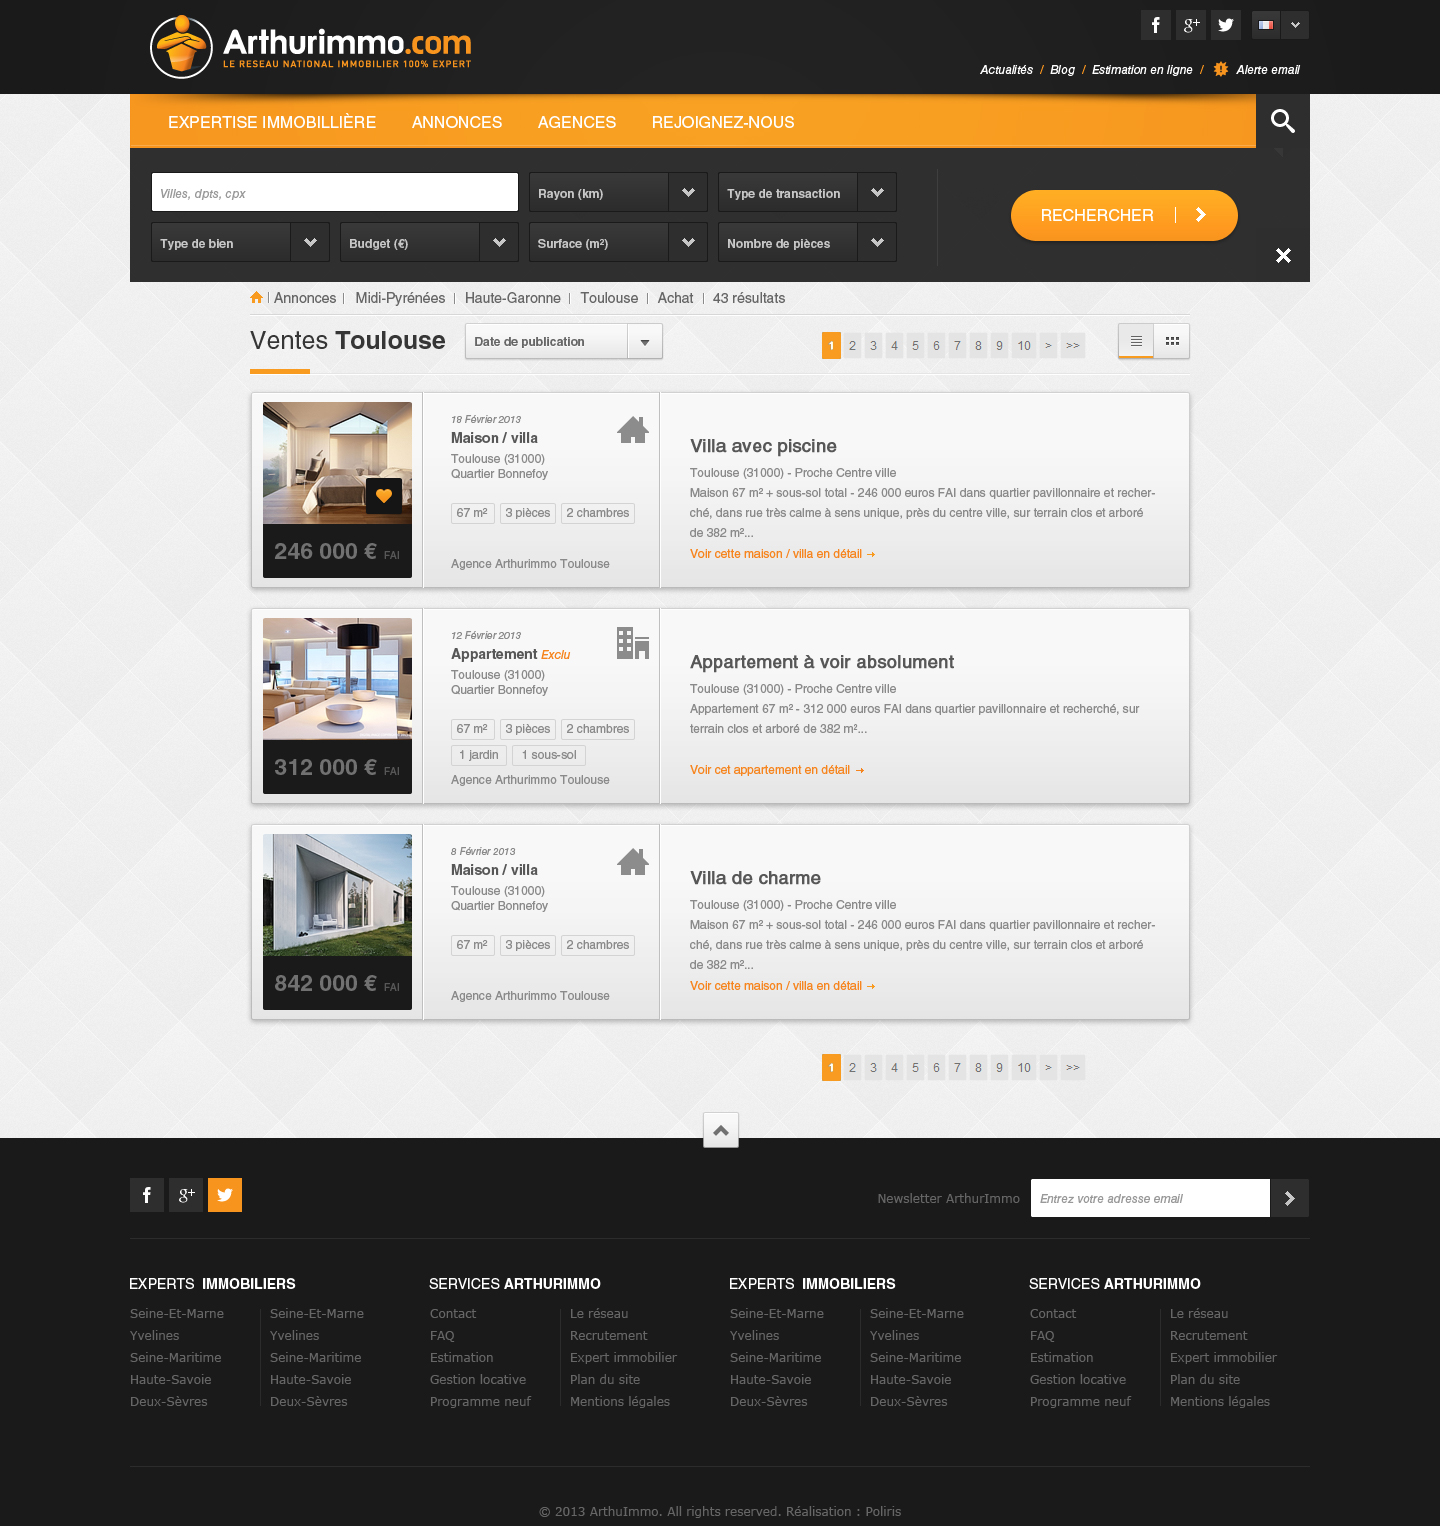 Arthurimmo.com
LE RESEAU NATIONAL IMMOBILIER 100% EXPERT
g+
Actualités / Blog / Estimation en ligne / Alerte email
EXPERTISE IMMOBILLIÈRE ANNONCES AGENCES REJOIGNEZ-NOUS
Villes, dpts, cpx Rayon (km) Type de transaction
RECHERCHER
Type de bien Budget (€) Surface (m²) Nombre de pièces
| Annonces | Midi-Pyrénées | Haute-Garonne | Toulouse | Achat | 43 résultats
Ventes Toulouse Date de publication 1 2 3 4 5 6 7 8 9 10 > >>
18 Février 2013
Maison / villa
Toulouse (31000)
Quartier Bonnefoy
67 m² 3 pièces 2 chambres
Agence Arthurimmo Toulouse
246 000 € FAI
Villa avec piscine
Toulouse (31000) - Proche Centre ville
Maison 67 m² + sous-sol total - 246 000 euros FAI dans quartier pavillonnaire et recher-
ché, dans rue très calme à sens unique, près du centre ville, sur terrain clos et arboré
de 382 m²...
Voir cette maison / villa en détail →
12 Février 2013
Appartement Exclu
Toulouse (31000)
Quartier Bonnefoy
67 m² 3 pièces 2 chambres
1 jardin 1 sous-sol
Agence Arthurimmo Toulouse
312 000 € FAI
Appartement à voir absolument
Toulouse (31000) - Proche Centre ville
Appartement 67 m² - 312 000 euros FAI dans quartier pavillonnaire et recherché, sur
terrain clos et arboré de 382 m²...
Voir cet appartement en détail →
8 Février 2013
Maison / villa
Toulouse (31000)
Quartier Bonnefoy
67 m² 3 pièces 2 chambres
Agence Arthurimmo Toulouse
842 000 € FAI
Villa de charme
Toulouse (31000) - Proche Centre ville
Maison 67 m² + sous-sol total - 246 000 euros FAI dans quartier pavillonnaire et recher-
ché, dans rue très calme à sens unique, près du centre ville, sur terrain clos et arboré
de 382 m²...
Voir cette maison / villa en détail →
1 2 3 4 5 6 7 8 9 10 > >>
g+
Newsletter ArthurImmo Entrez votre adresse email
EXPERTS IMMOBILIERS SERVICES ARTHURIMMO EXPERTS IMMOBILIERS SERVICES ARTHURIMMO
Seine-Et-Marne Seine-Et-Marne Contact Le réseau Seine-Et-Marne Seine-Et-Marne Contact Le réseau
Yvelines Yvelines FAQ Recrutement Yvelines Yvelines FAQ Recrutement
Seine-Maritime Seine-Maritime Estimation Expert immobilier Seine-Maritime Seine-Maritime Estimation Expert immobilier
Haute-Savoie Haute-Savoie Gestion locative Plan du site Haute-Savoie Haute-Savoie Gestion locative Plan du site
Deux-Sèvres Deux-Sèvres Programme neuf Mentions légales Deux-Sèvres Deux-Sèvres Programme neuf Mentions légales
© 2013 ArthuImmo. All rights reserved. Réalisation : Poliris